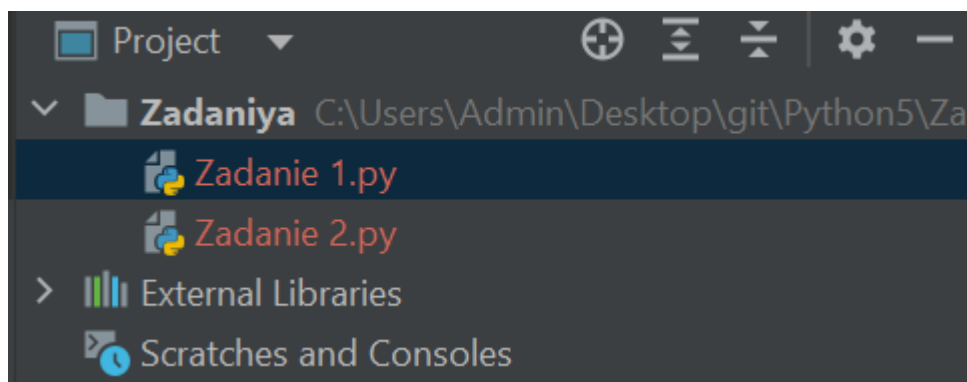 Project
Zadaniya C:\Users\Admin\Desktop\git\Python5\Za
Zadanie 1.py
Zadanie 2.py
External Libraries
Scratches and Consoles